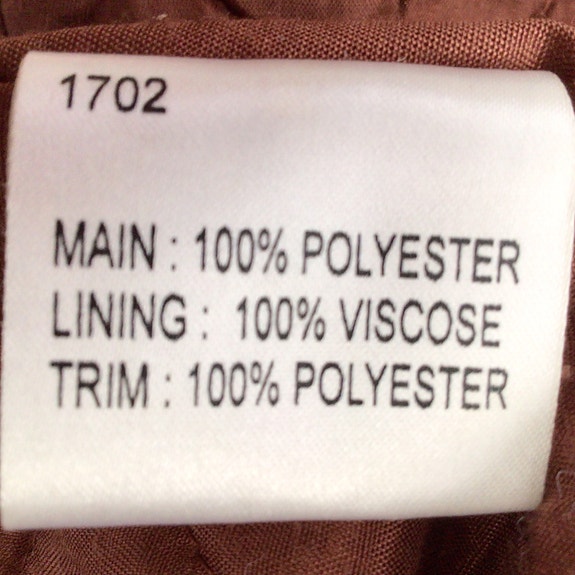 1702
MAIN : 100% POLYESTER
LINING : 100% VISCOSE
TRIM : 100% POLYESTER